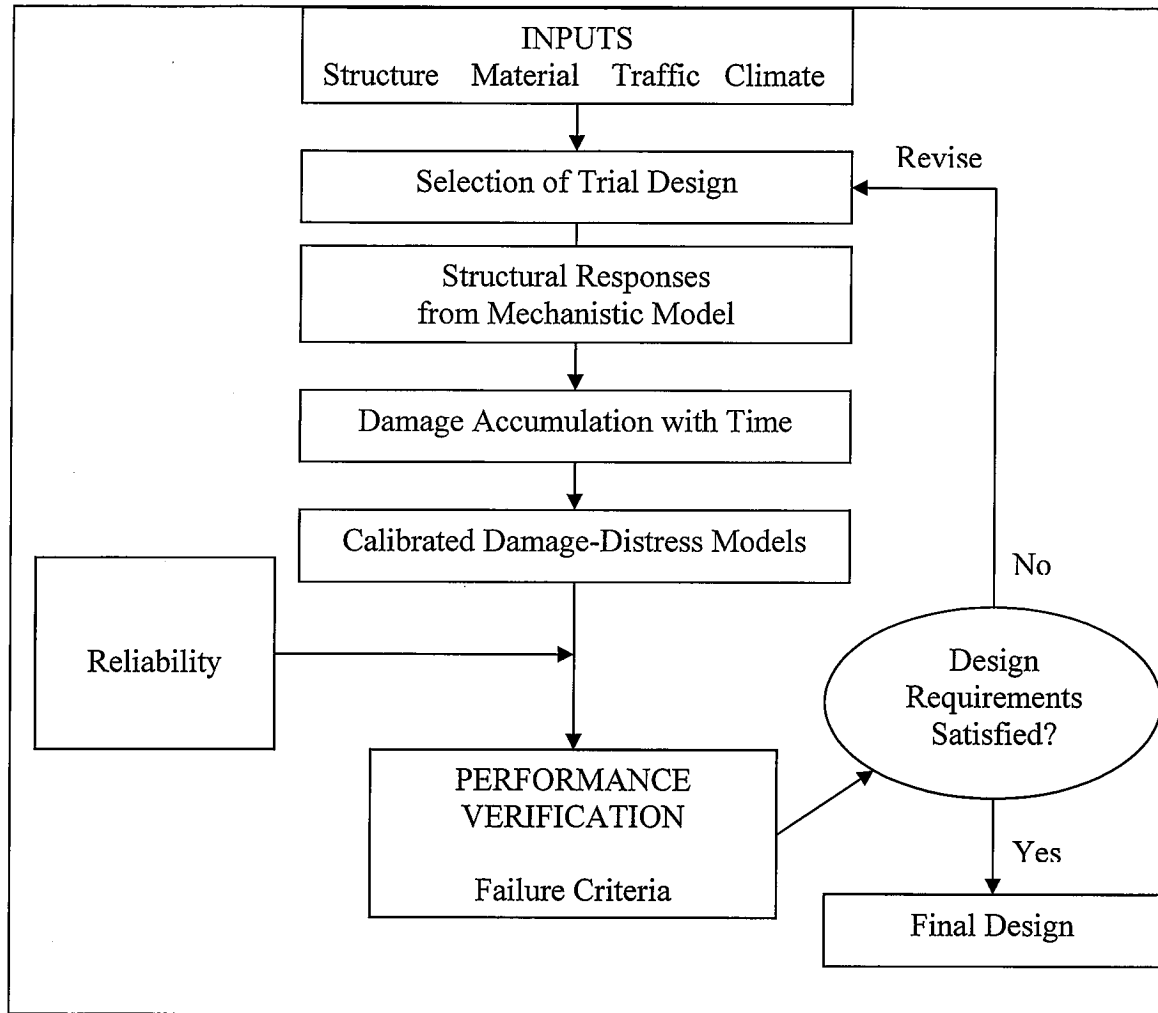 INPUTS
Structure Material Traffic Climate
Selection of Trial Design
Revise
Structural Responses
from Mechanistic Model
Damage Accumulation with Time
Calibrated Damage-Distress Models
No
Reliability
Design
Requirements
Satisfied?
PERFORMANCE
VERIFICATION
Failure Criteria
Yes
Final Design